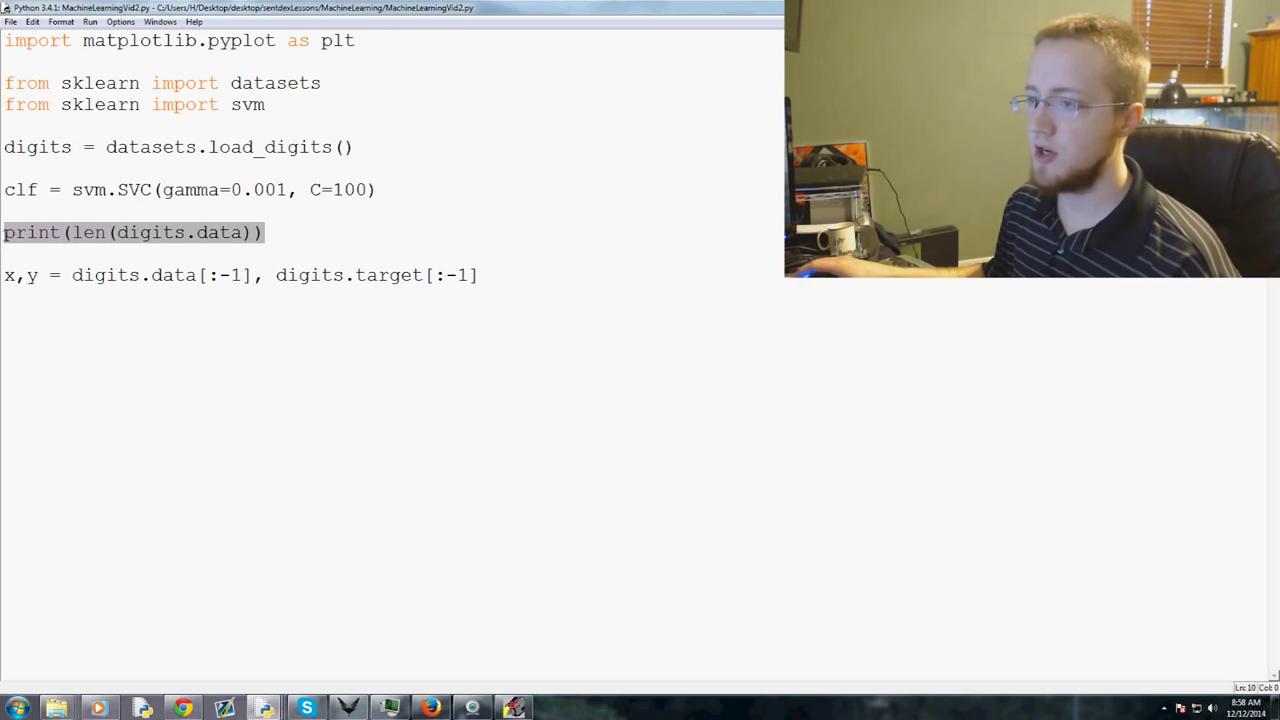 Python 3.4.1: MachineLearningVid2.py - C:/Users/H/Desktop/desktop/sentdexLessons/MachineLearning/MachineLearningVid2.py
File Edit Format Run Options Windows Help
import matplotlib.pyplot as plt
from sklearn import datasets
from sklearn import svm
digits = datasets.load_digits()
clf = svm.SVC(gamma=0.001, C=100)
print(len(digits.data))
x,y = digits.data[:-1], digits.target[:-1]
Ln: 10 Col: 0
8:58 AM
12/12/2014